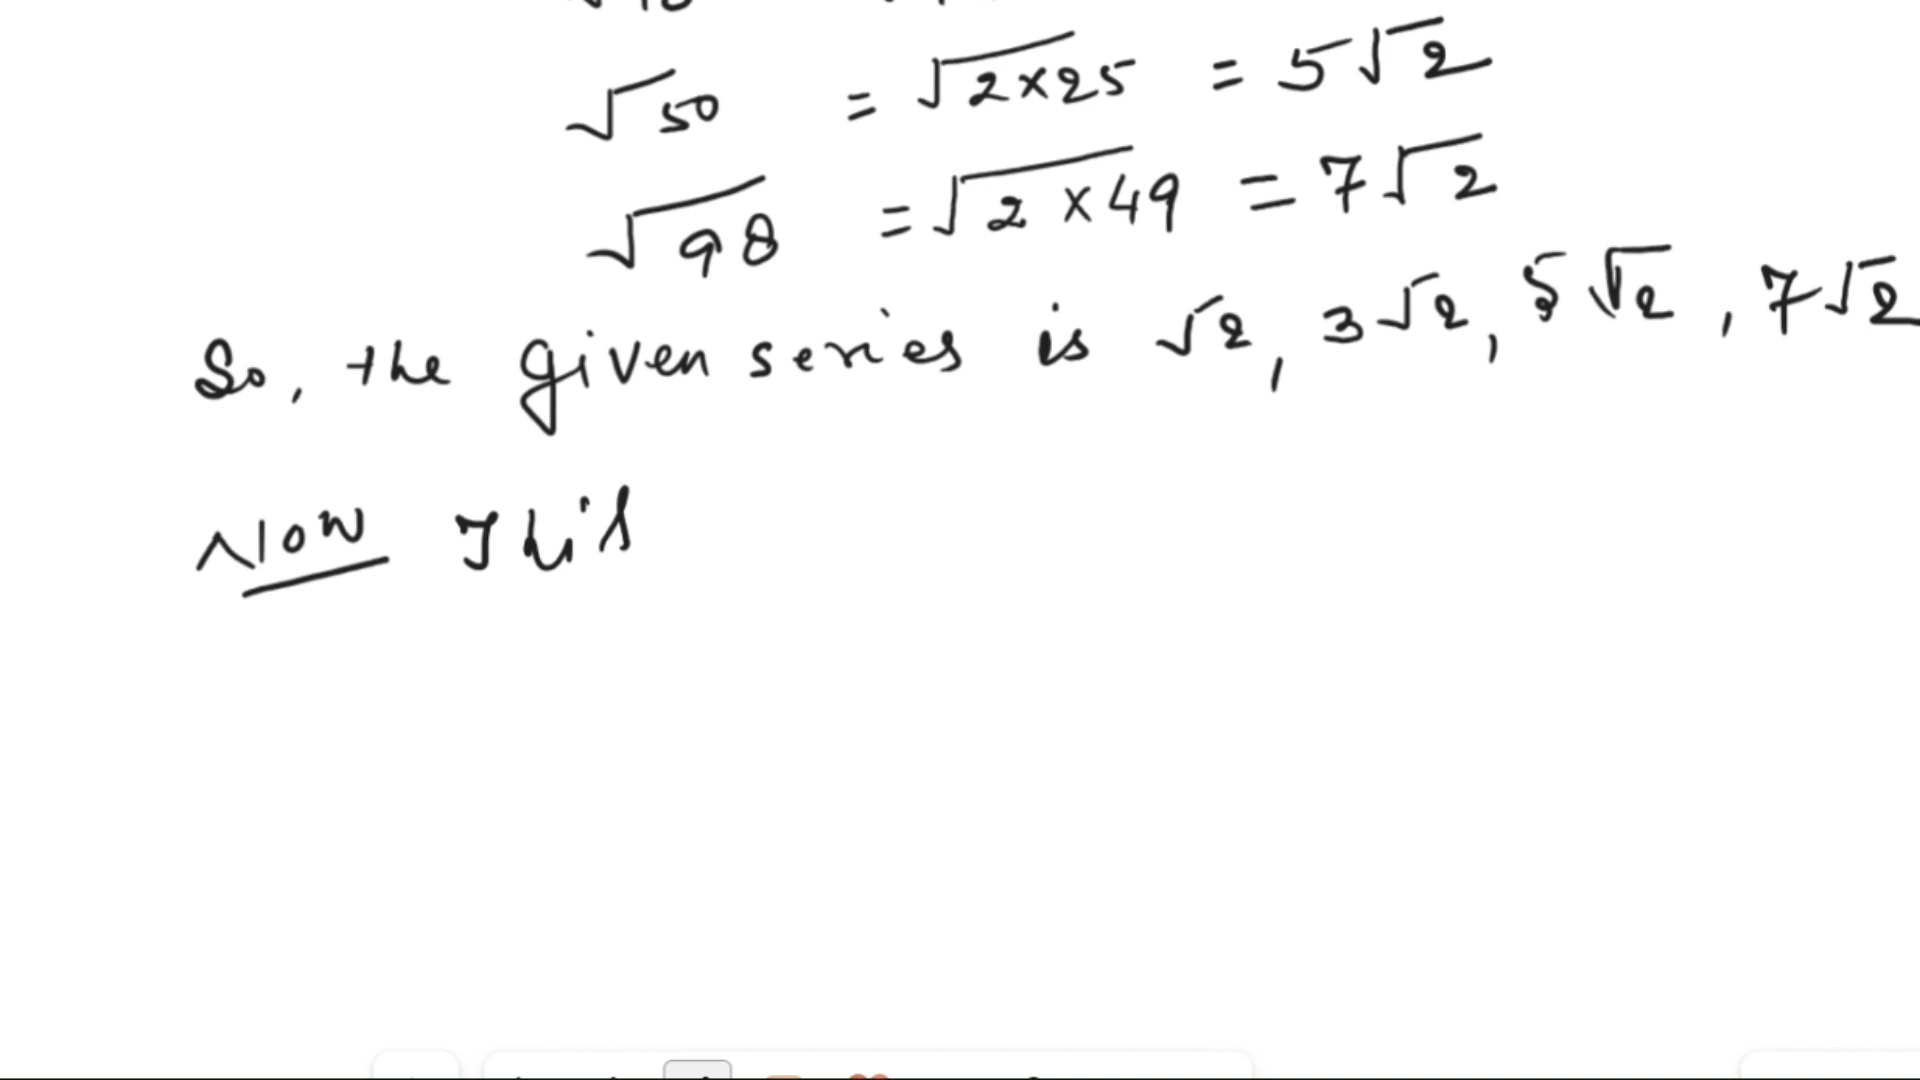 √50 = √2×25 = 5√2
√98 = √2×49 = 7√2
So, the given series is √2, 3√2, 5√2, 7√2
Now